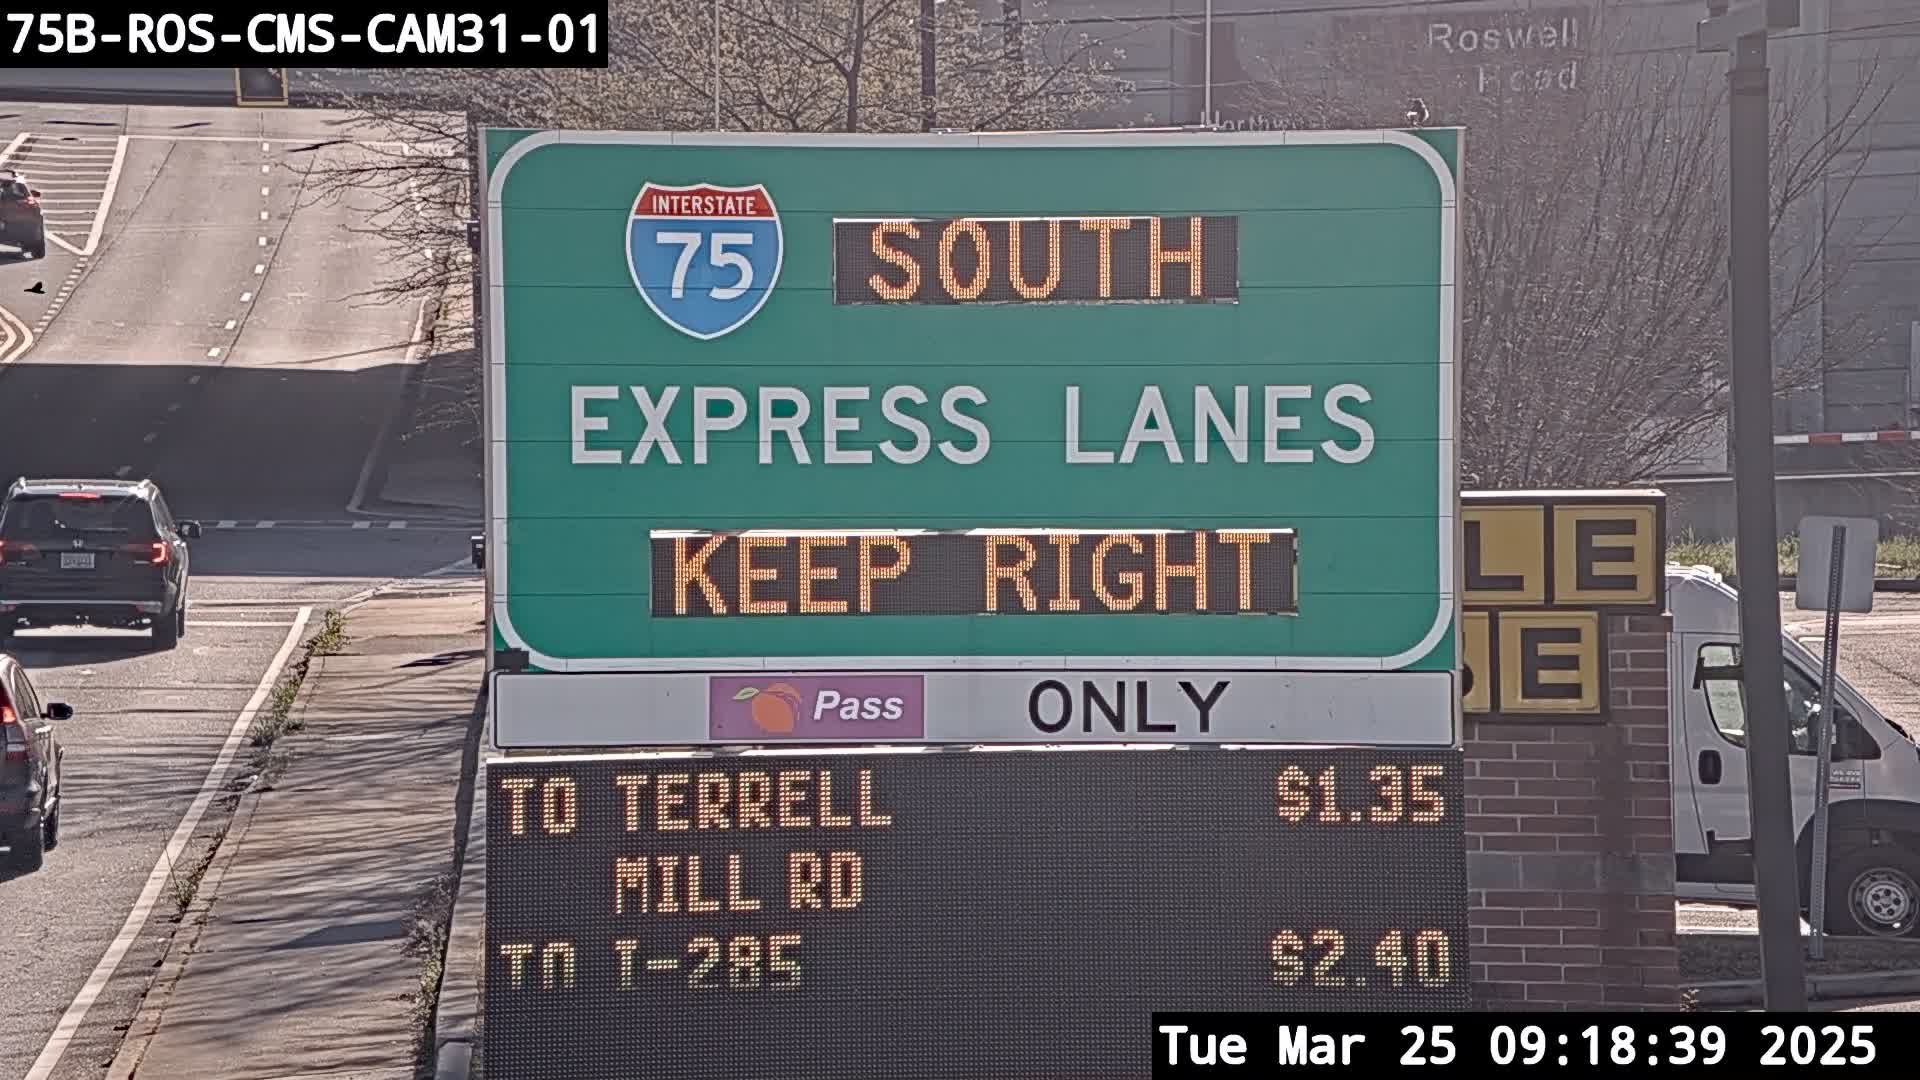 75B-ROS-CMS-CAM31-01
Roswell
Road
INTERSTATE
75
SOUTH
EXPRESS LANES
KEEP RIGHT
Pass ONLY
TO TERRELL $1.35
MILL RD
TO I-285 $2.40
LE
E
Tue Mar 25 09:18:39 2025